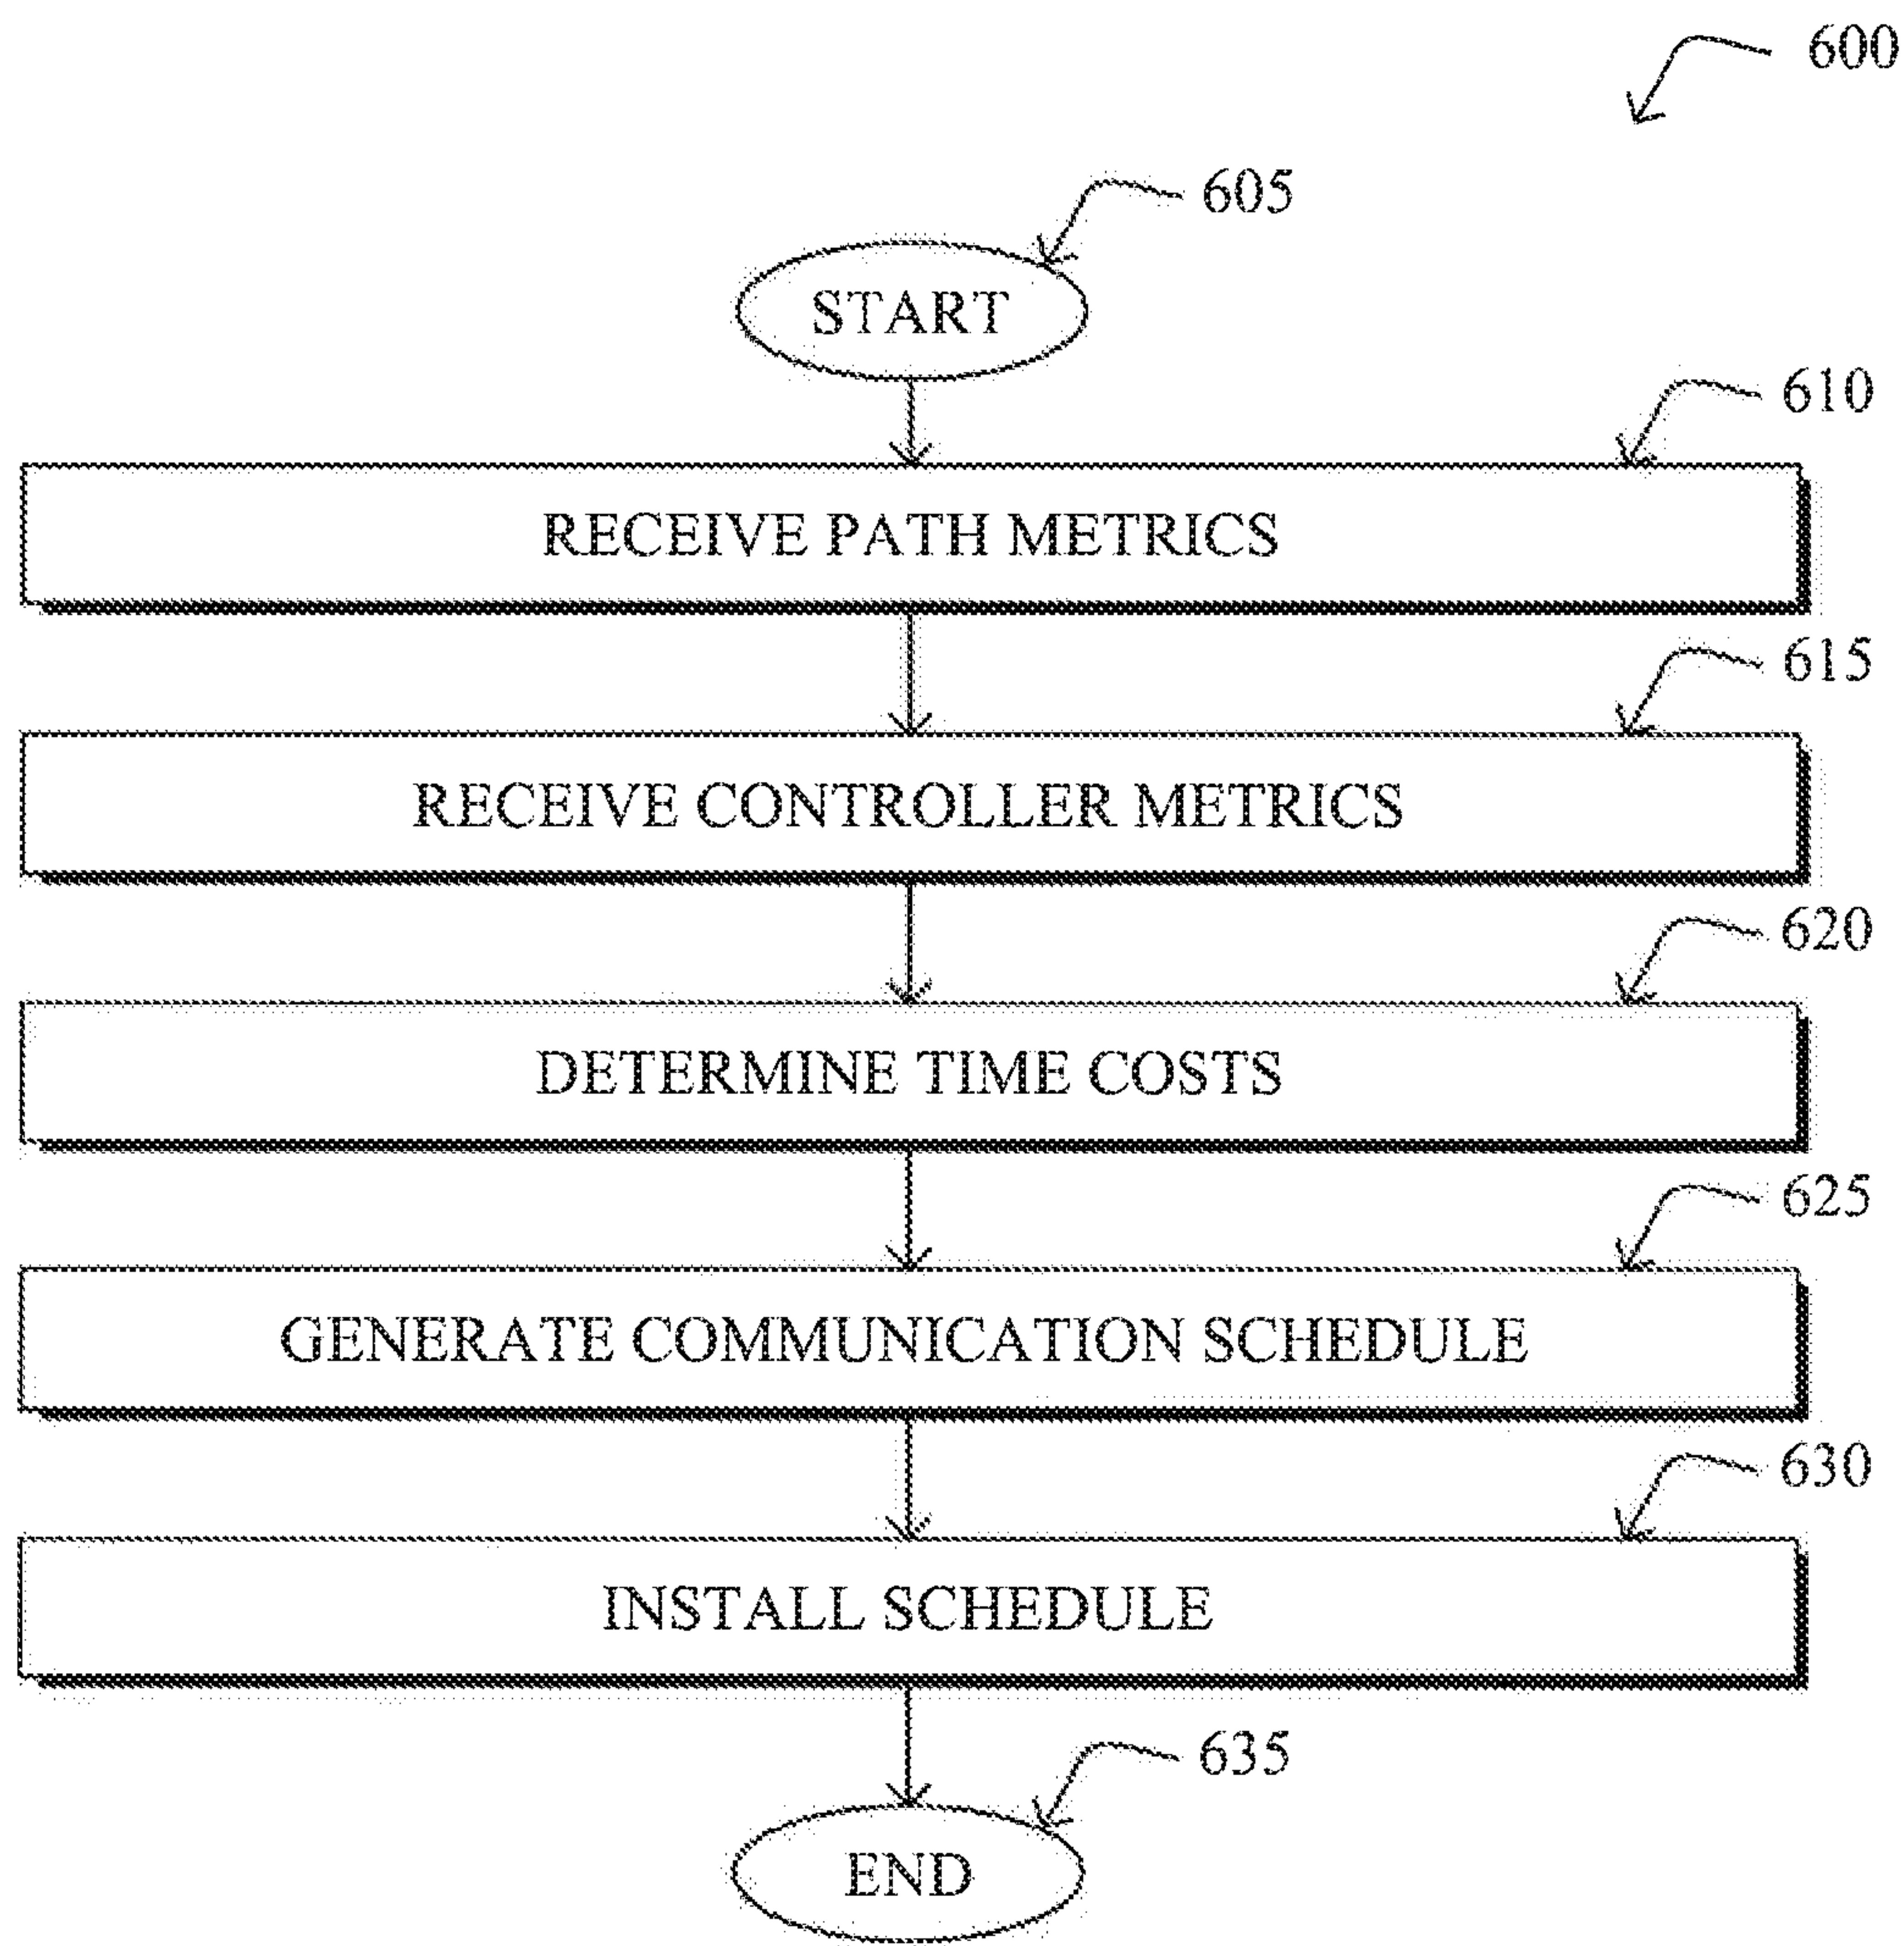 600
605
START
610
RECEIVE PATH METRICS
615
RECEIVE CONTROLLER METRICS
620
DETERMINE TIME COSTS
625
GENERATE COMMUNICATION SCHEDULE
630
INSTALL SCHEDULE
635
END